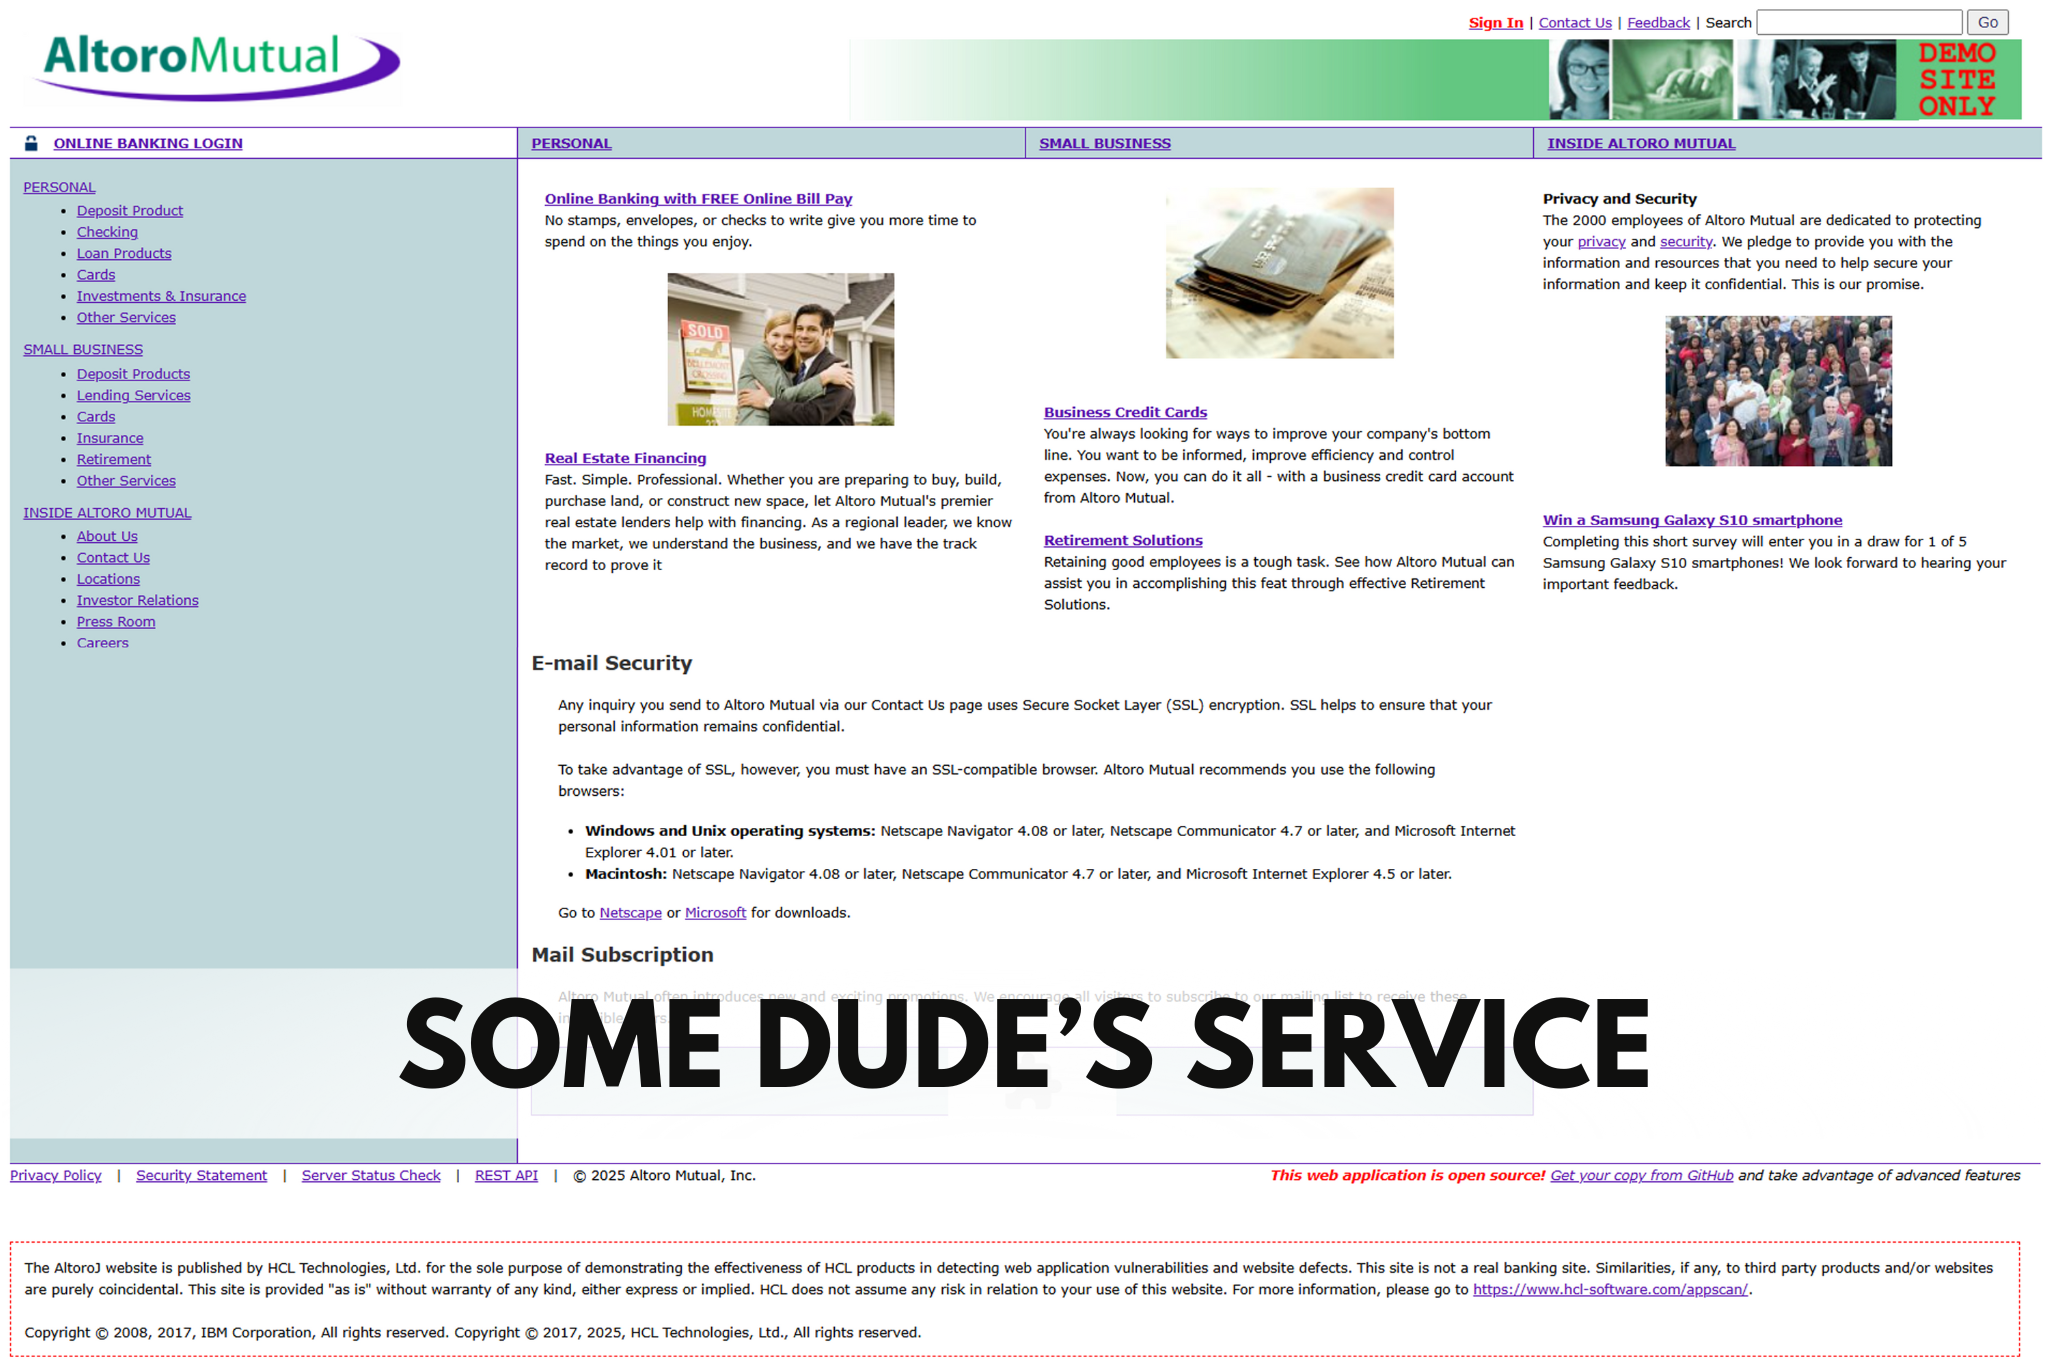 Sign In | Contact Us | Feedback | Search Go
AltoroMutual
DEMO
SITE
ONLY
ONLINE BANKING LOGIN
PERSONAL
SMALL BUSINESS
INSIDE ALTORO MUTUAL
PERSONAL
Deposit Product
Checking
Loan Products
Cards
Investments & Insurance
Other Services
SMALL BUSINESS
Deposit Products
Lending Services
Cards
Insurance
Retirement
Other Services
INSIDE ALTORO MUTUAL
About Us
Contact Us
Locations
Investor Relations
Press Room
Careers
Online Banking with FREE Online Bill Pay
No stamps, envelopes, or checks to write give you more time to
spend on the things you enjoy.
SOLD
HOMESITE
Real Estate Financing
Fast. Simple. Professional. Whether you are preparing to buy, build,
purchase land, or construct new space, let Altoro Mutual's premier
real estate lenders help with financing. As a regional leader, we know
the market, we understand the business, and we have the track
record to prove it
Business Credit Cards
You're always looking for ways to improve your company's bottom
line. You want to be informed, improve efficiency and control
expenses. Now, you can do it all - with a business credit card account
from Altoro Mutual.
Retirement Solutions
Retaining good employees is a tough task. See how Altoro Mutual can
assist you in accomplishing this feat through effective Retirement
Solutions.
Privacy and Security
The 2000 employees of Altoro Mutual are dedicated to protecting
your privacy and security. We pledge to provide you with the
information and resources that you need to help secure your
information and keep it confidential. This is our promise.
Win a Samsung Galaxy S10 smartphone
Completing this short survey will enter you in a draw for 1 of 5
Samsung Galaxy S10 smartphones! We look forward to hearing your
important feedback.
E-mail Security
Any inquiry you send to Altoro Mutual via our Contact Us page uses Secure Socket Layer (SSL) encryption. SSL helps to ensure that your
personal information remains confidential.
To take advantage of SSL, however, you must have an SSL-compatible browser. Altoro Mutual recommends you use the following
browsers:
Windows and Unix operating systems: Netscape Navigator 4.08 or later, Netscape Communicator 4.7 or later, and Microsoft Internet
Explorer 4.01 or later.
Macintosh: Netscape Navigator 4.08 or later, Netscape Communicator 4.7 or later, and Microsoft Internet Explorer 4.5 or later.
Go to Netscape or Microsoft for downloads.
Mail Subscription
Altoro Mutual often introduces new and exciting promotions. We encourage all visitors to subscribe to our mailing list to receive these
SOME DUDE'S SERVICE
Privacy Policy | Security Statement | Server Status Check | REST API | © 2025 Altoro Mutual, Inc.
This web application is open source! Get your copy from GitHub and take advantage of advanced features
The AltoroJ website is published by HCL Technologies, Ltd. for the sole purpose of demonstrating the effectiveness of HCL products in detecting web application vulnerabilities and website defects. This site is not a real banking site. Similarities, if any, to third party products and/or websites
are purely coincidental. This site is provided "as is" without warranty of any kind, either express or implied. HCL does not assume any risk in relation to your use of this website. For more information, please go to https://www.hcl-software.com/appscan/.
Copyright © 2008, 2017, IBM Corporation, All rights reserved. Copyright © 2017, 2025, HCL Technologies, Ltd., All rights reserved.